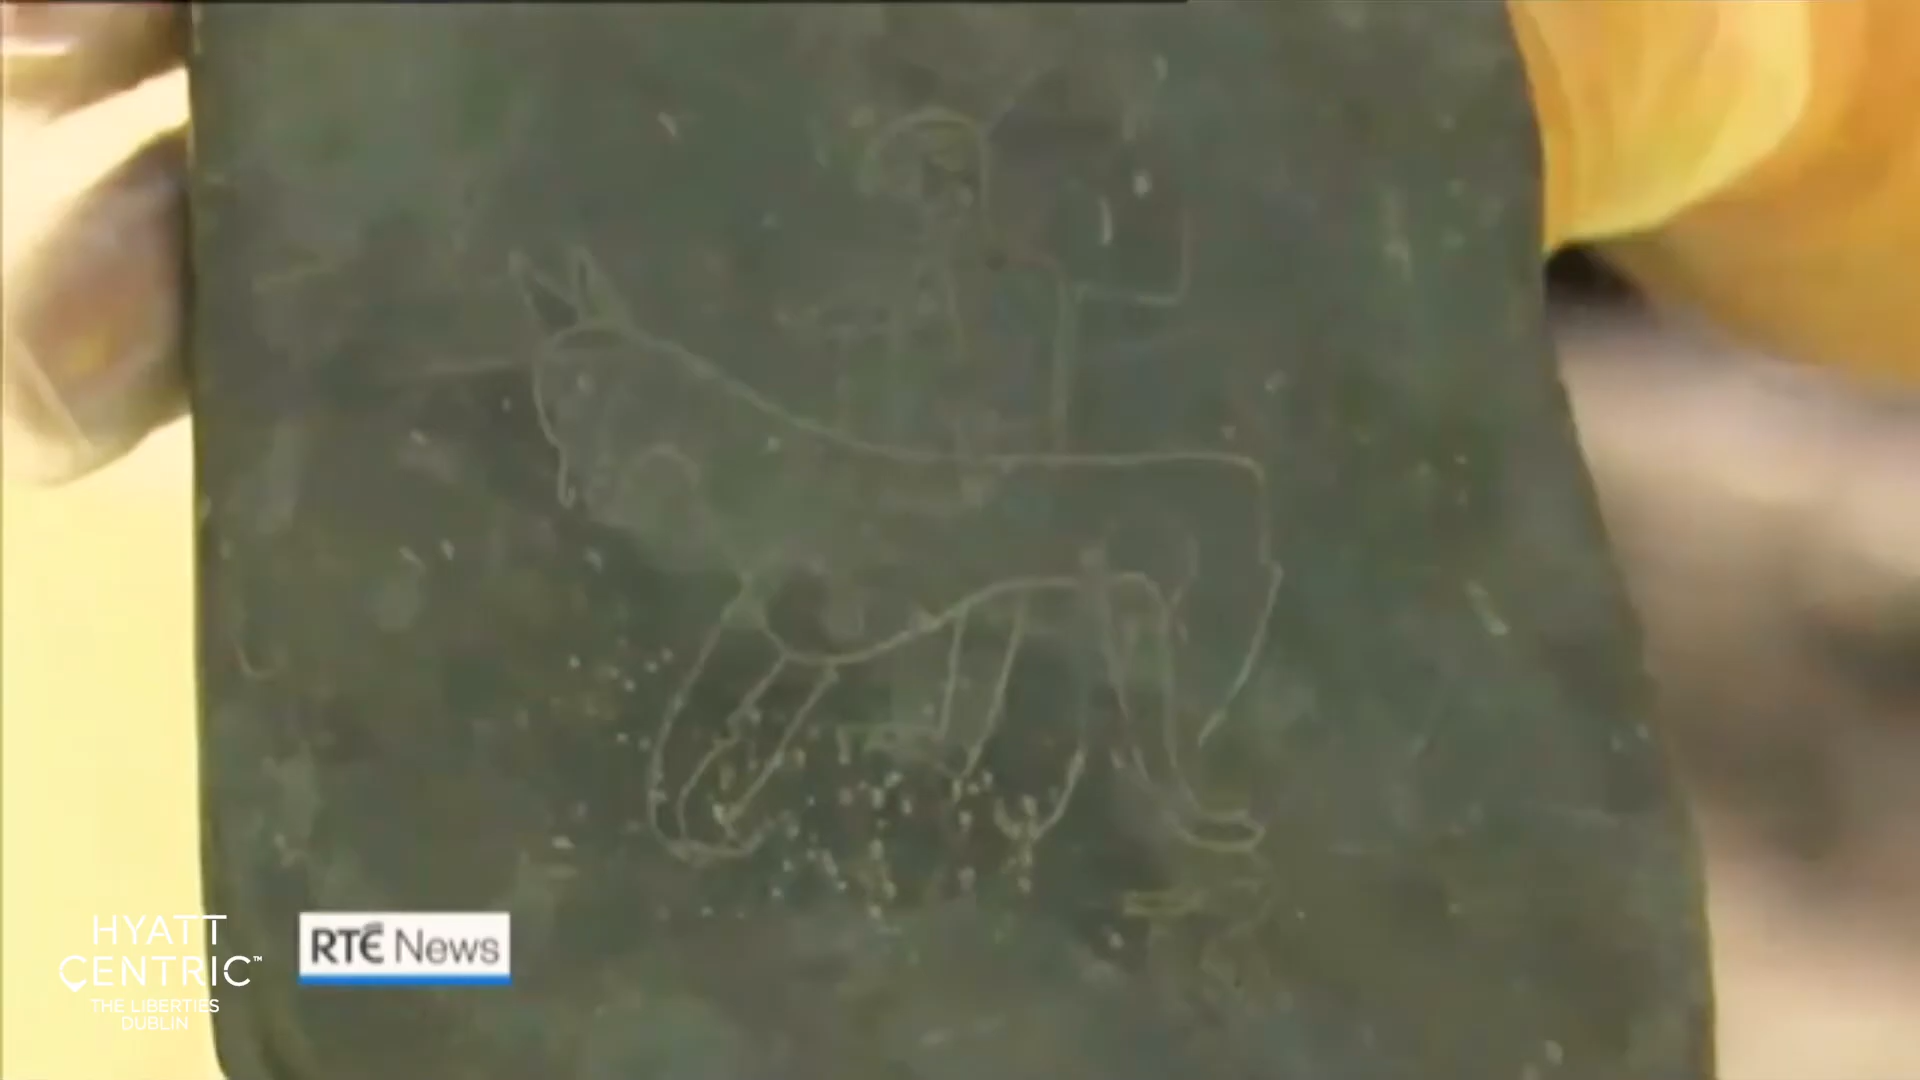 HYATT
CENTRIC™
THE LIBERTIES
DUBLIN
RTÉ News